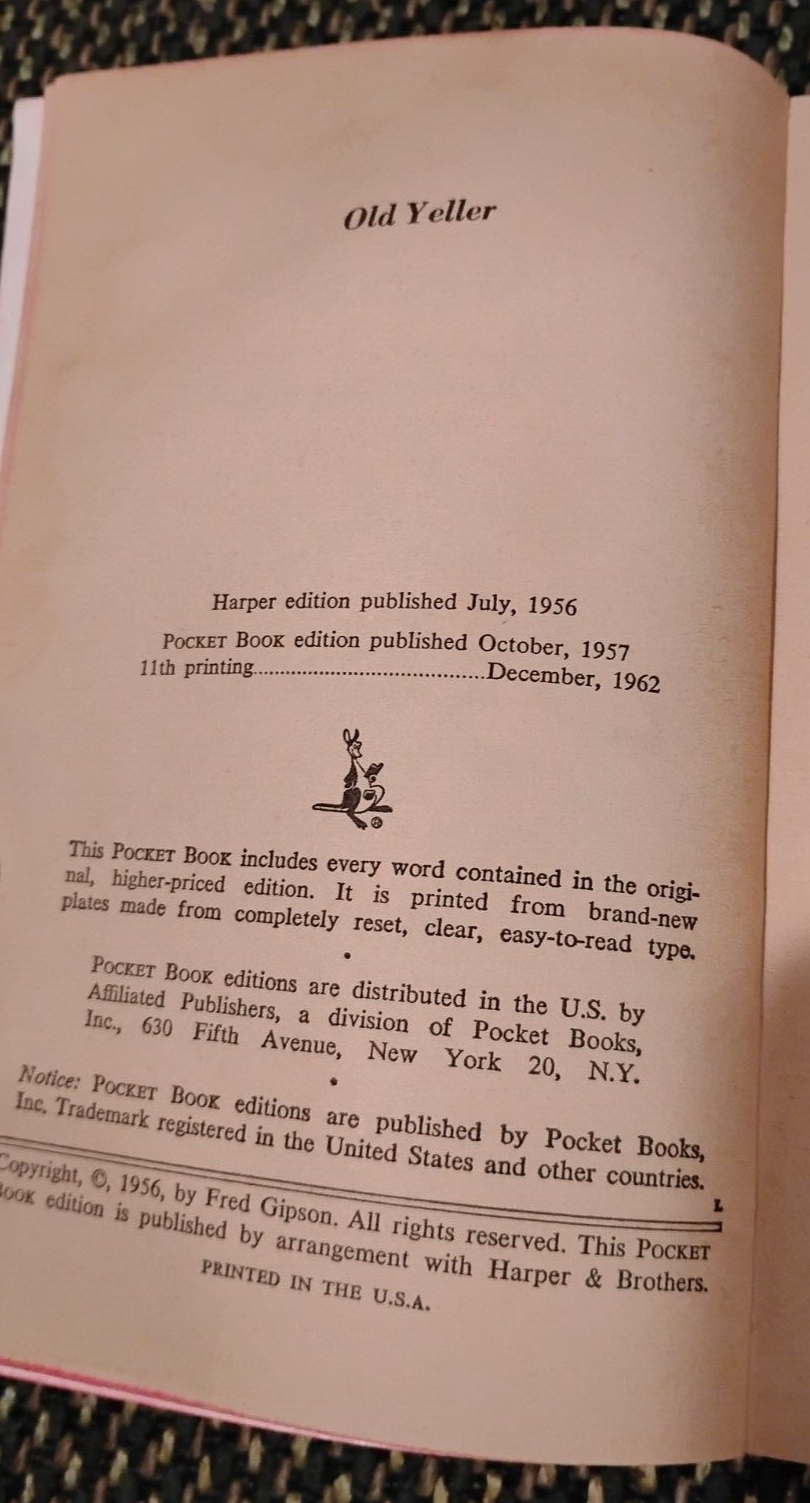 Old Yeller
Harper edition published July, 1956
POCKET BOOK edition published October, 1957
11th printing........................................December, 1962
This POCKET BOOK includes every word contained in the origi-
nal, higher-priced edition. It is printed from brand-new
plates made from completely reset, clear, easy-to-read type.
•
POCKET BOOK editions are distributed in the U.S. by
Affiliated Publishers, a division of Pocket Books,
Inc., 630 Fifth Avenue, New York 20, N.Y.
•
Notice: POCKET BOOK editions are published by Pocket Books,
Inc. Trademark registered in the United States and other countries.
L
Copyright, ©, 1956, by Fred Gipson. All rights reserved. This POCKET
BOOK edition is published by arrangement with Harper & Brothers.
PRINTED IN THE U.S.A.